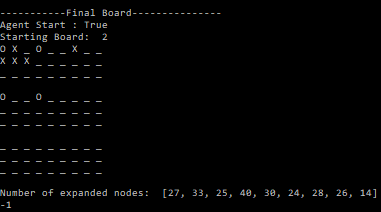 -----------Final Board---------------
Agent Start : True
Starting Board:  2
O X _ O _ _ X _ _
X X X _ _ _ _ _ _
_ _ _ _ _ _ _ _ _
O _ _ O _ _ _ _ _
_ _ _ _ _ _ _ _ _
_ _ _ _ _ _ _ _ _
_ _ _ _ _ _ _ _ _
_ _ _ _ _ _ _ _ _
_ _ _ _ _ _ _ _ _
Number of expanded nodes:  [27, 33, 25, 40, 30, 24, 28, 26, 14]
-1